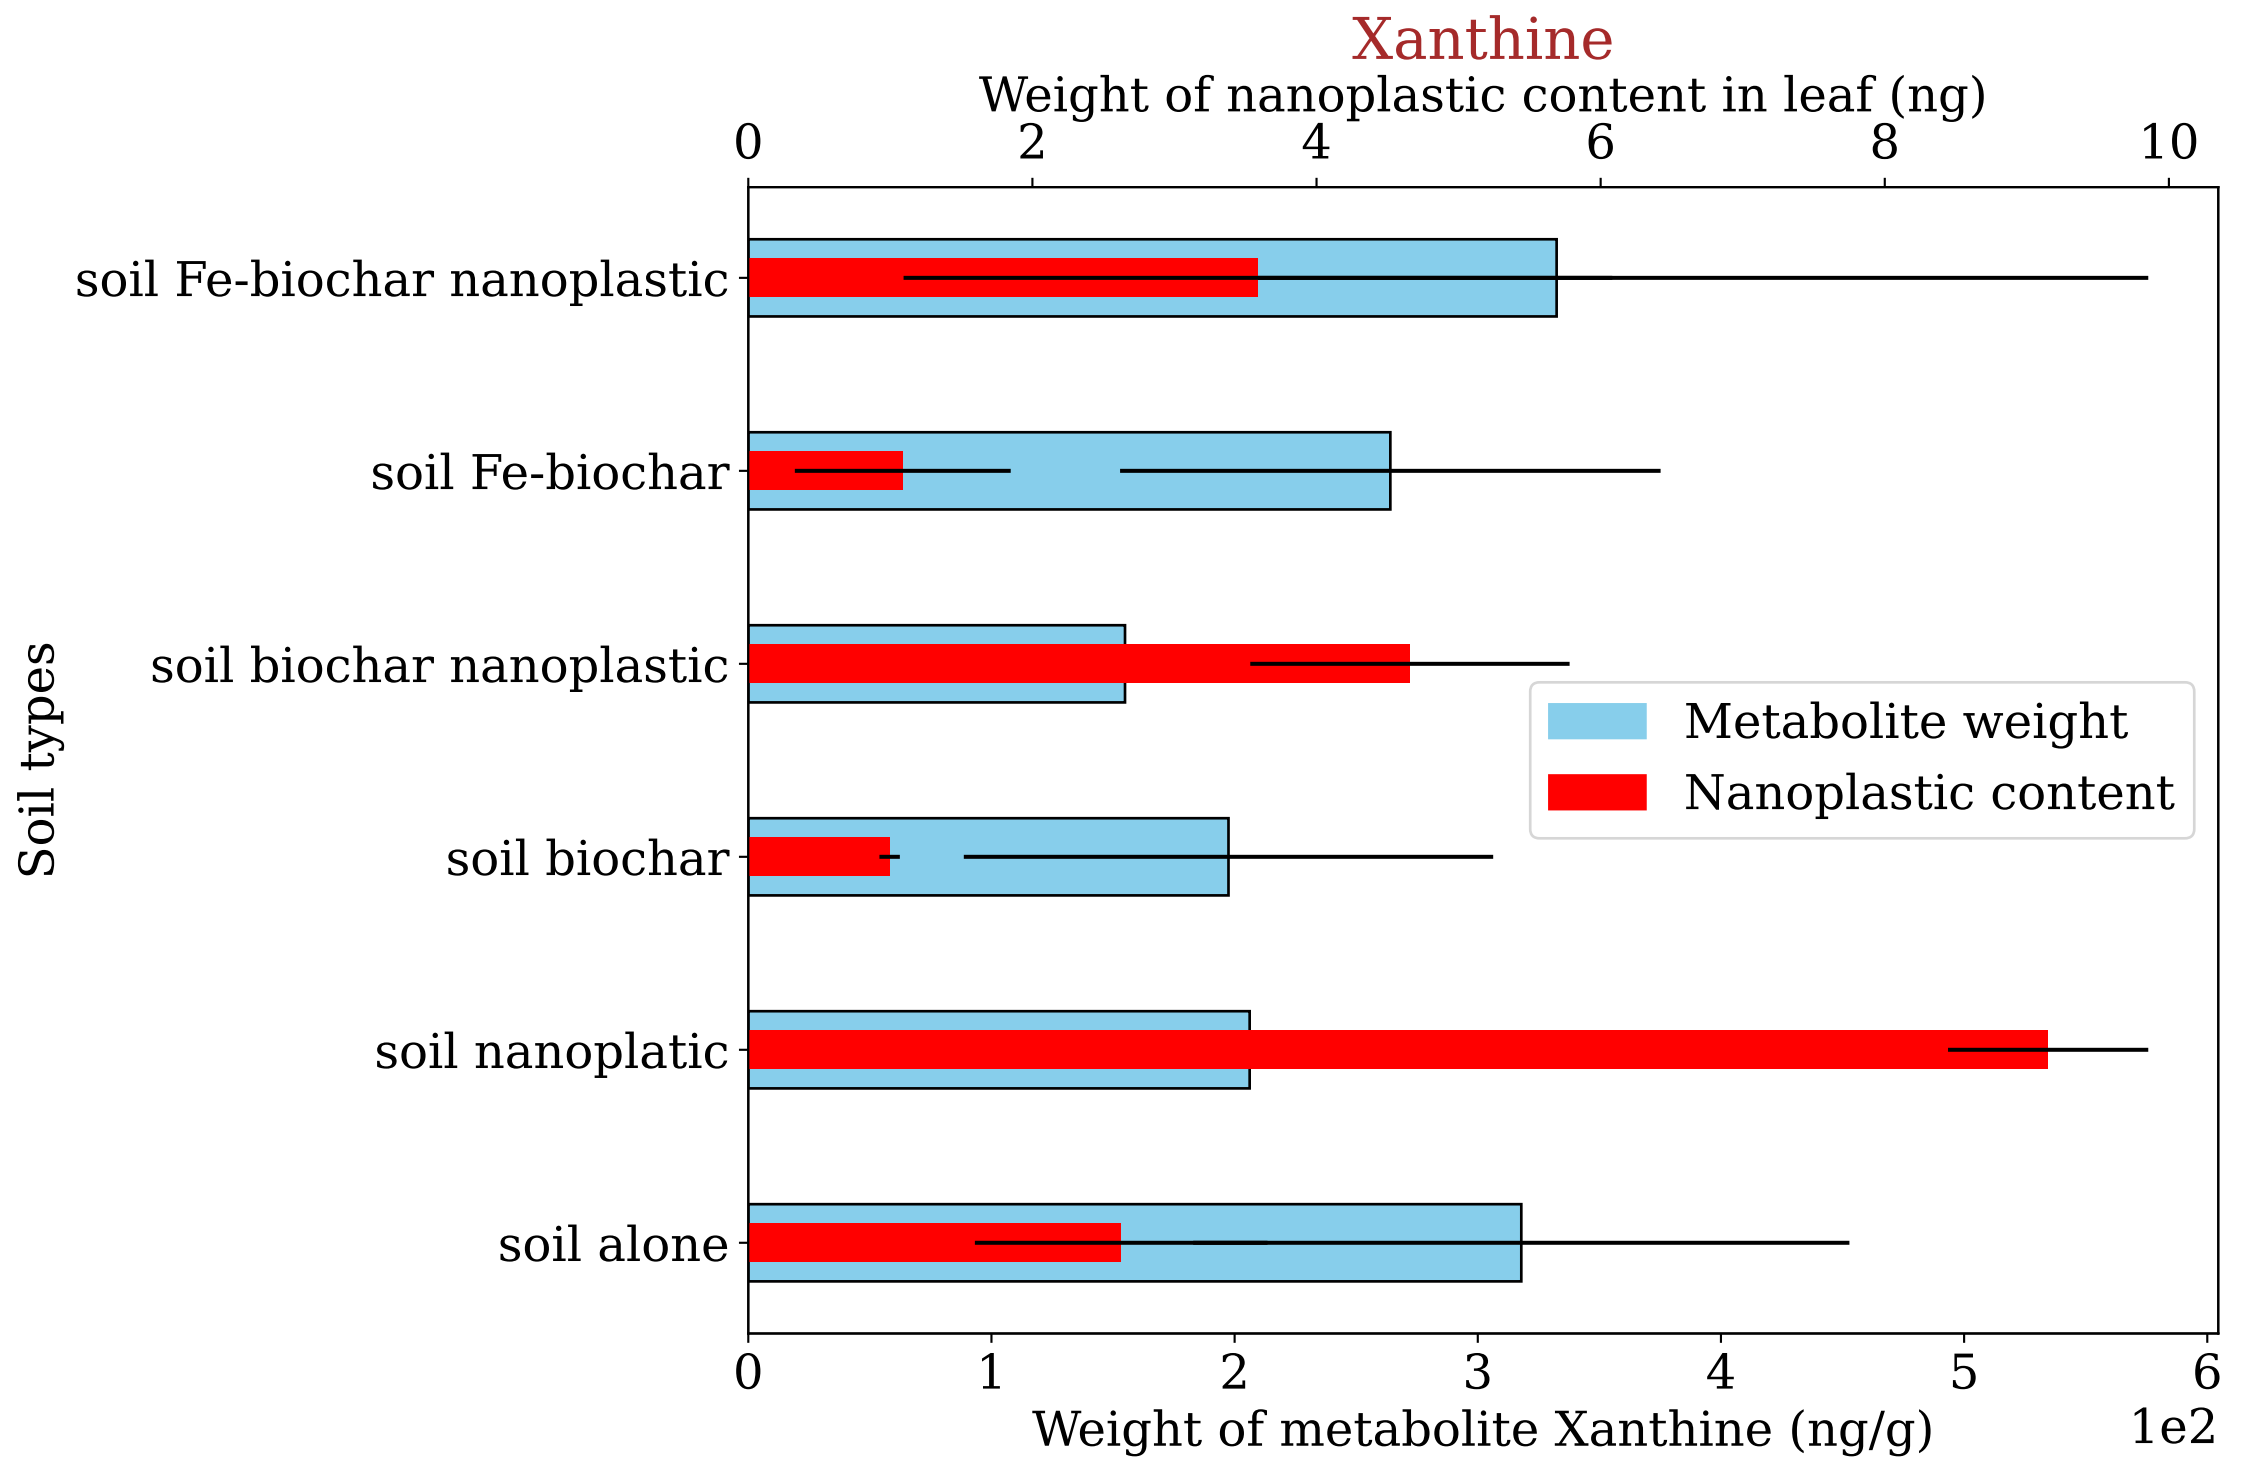 Xanthine
Weight of nanoplastic content in leaf (ng)
0 2 4 6 8 10
soil Fe-biochar nanoplastic
soil Fe-biochar
soil biochar nanoplastic
soil biochar
soil nanoplatic
soil alone
Soil types
Metabolite weight
Nanoplastic content
0 1 2 3 4 5 6
Weight of metabolite Xanthine (ng/g)
1e2